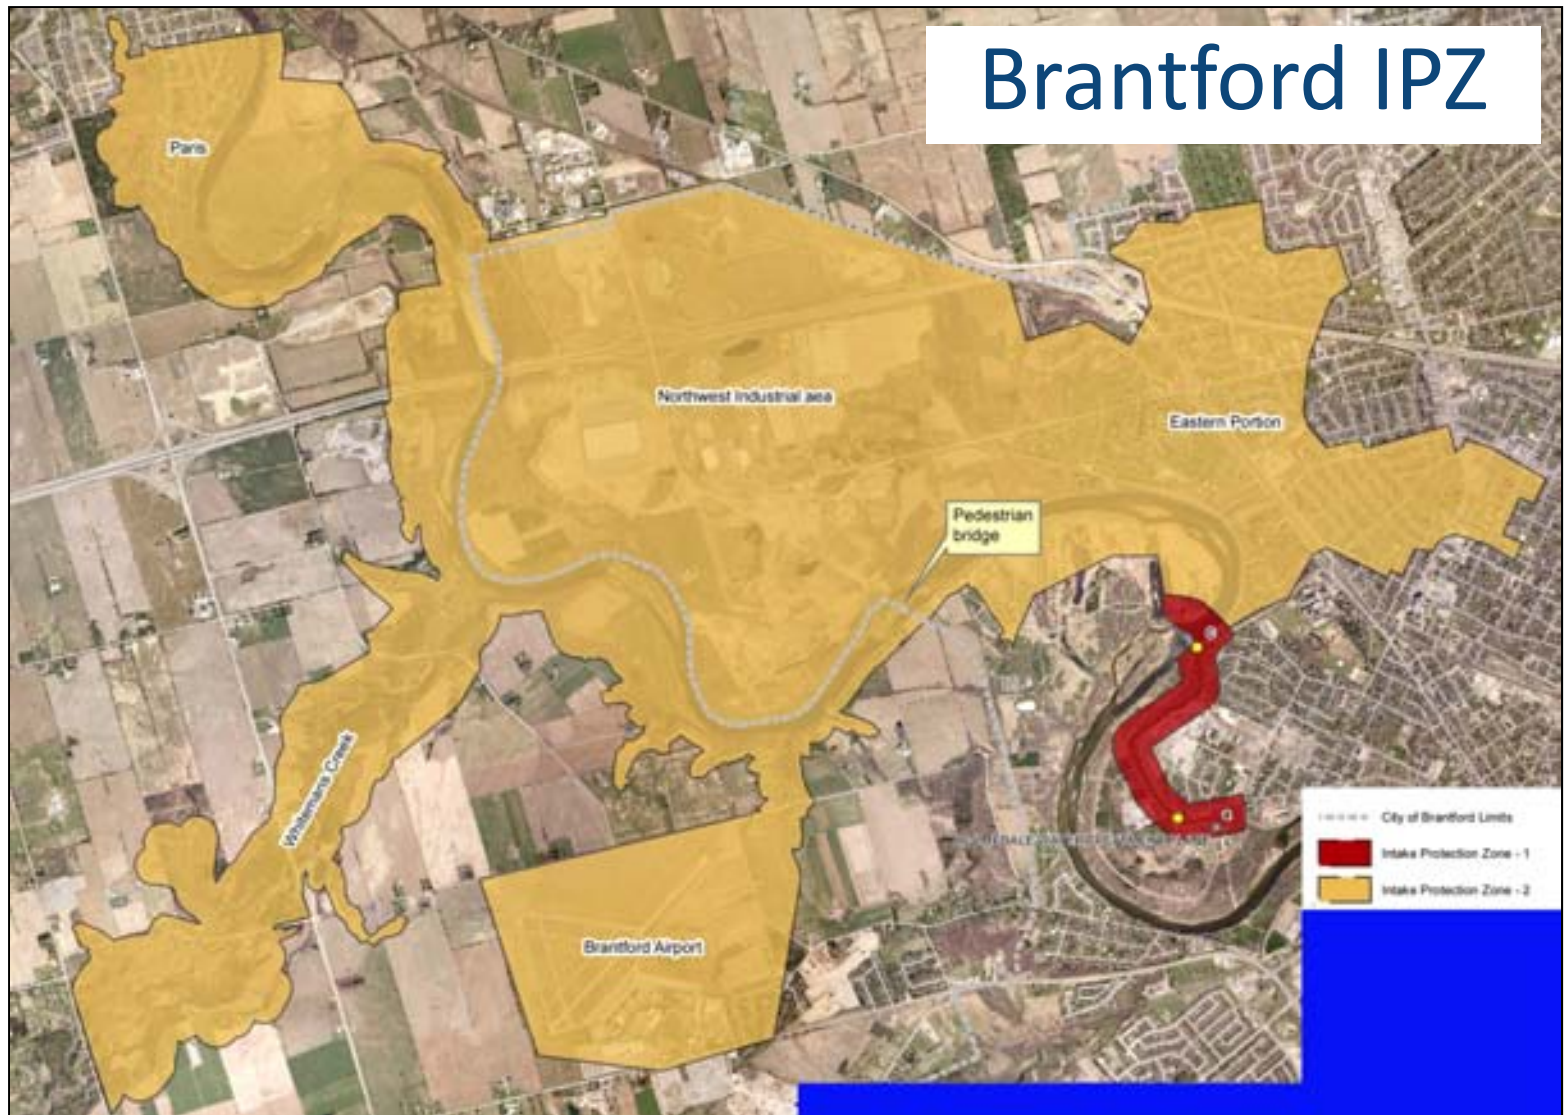 Brantford IPZ
Paris
Northwest Industrial aea
Eastern Portion
Pedestrian
bridge
Whitemans Creek
Brantford Airport
City of Brantford Limits
Intake Protection Zone - 1
Intake Protection Zone - 2